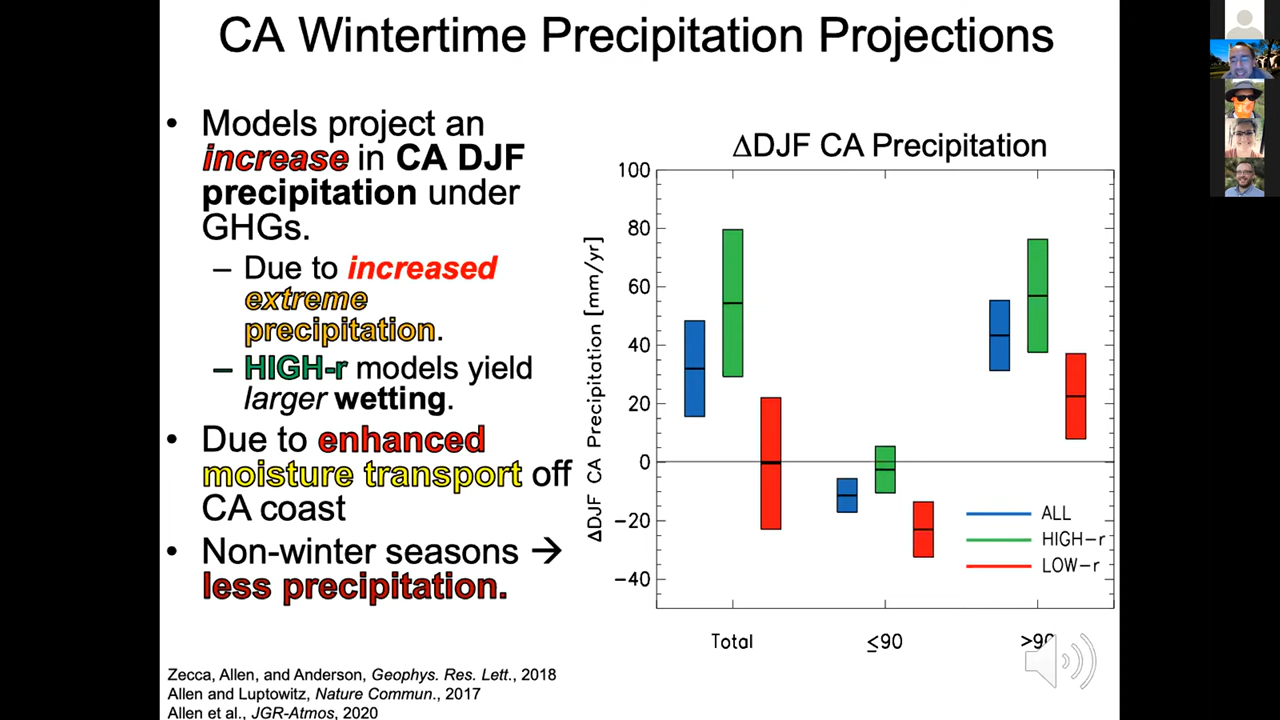 CA Wintertime Precipitation Projections
• Models project an
increase in CA DJF
precipitation under
GHGs.
– Due to increased
extreme
precipitation.
– HIGH-r models yield
larger wetting.
• Due to enhanced
moisture transport off
CA coast
• Non-winter seasons →
less precipitation.
Zecca, Allen, and Anderson, Geophys. Res. Lett., 2018
Allen and Luptowitz, Nature Commun., 2017
Allen et al., JGR-Atmos, 2020
ΔDJF CA Precipitation
ΔDJF CA Precipitation [mm/yr]
100
80
60
40
20
0
−20
−40
ALL
HIGH−r
LOW−r
Total
≤90
>90